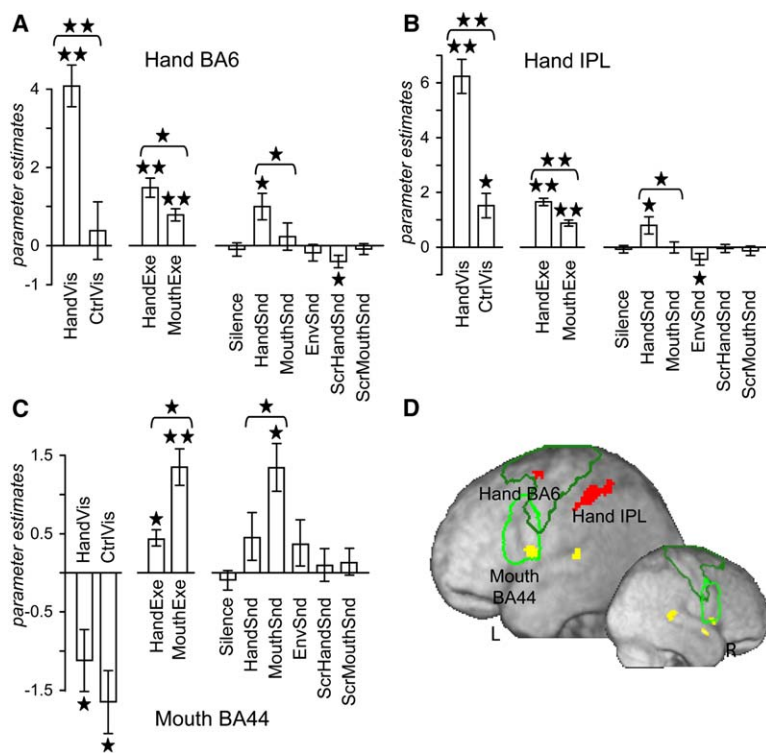 A
★★
★★
Hand BA6
parameter estimates
4
2
0
-1
★
★★
★★
★
★
★
HandVis
CtrlVis
HandExe
MouthExe
Silence
HandSnd
MouthSnd
EnvSnd
ScrHandSnd
ScrMouthSnd
B
★★
★★
Hand IPL
parameter estimates
6
4
2
0
★
★★
★★
★★
★
★
★
HandVis
CtrlVis
HandExe
MouthExe
Silence
HandSnd
MouthSnd
EnvSnd
ScrHandSnd
ScrMouthSnd
C
parameter estimates
1.5
0.5
-0.5
-1.5
HandVis
CtrlVis
★
★★
★
★
★
★
★
HandExe
MouthExe
Silence
HandSnd
MouthSnd
EnvSnd
ScrHandSnd
ScrMouthSnd
Mouth BA44
D
Hand BA6
Hand IPL
Mouth
BA44
L
R